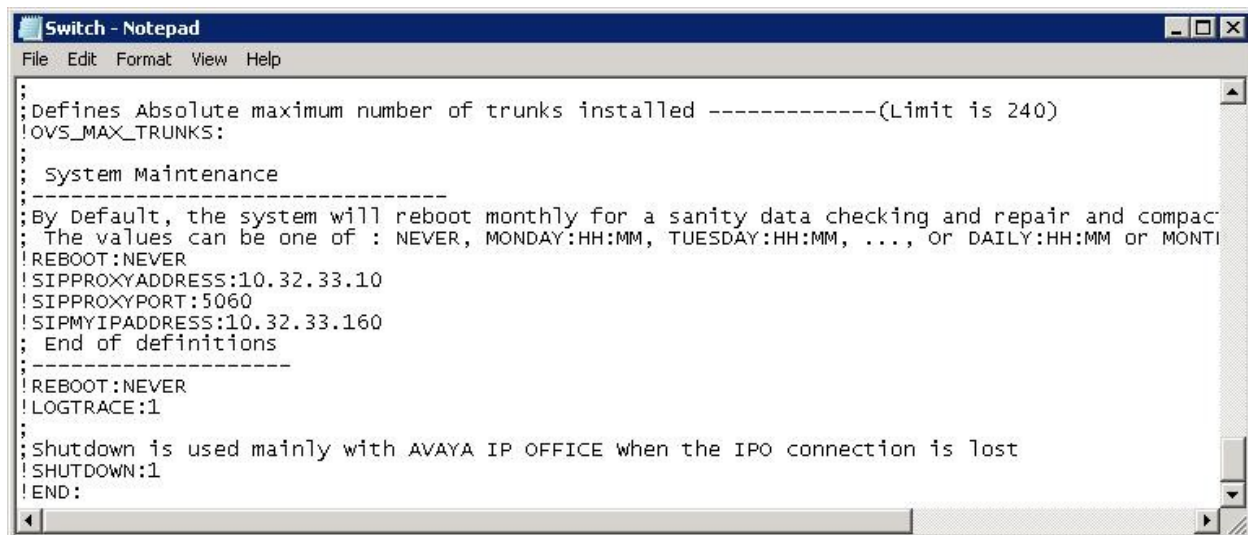 Switch - Notepad
File Edit Format View Help
;
;Defines Absolute maximum number of trunks installed -------------(Limit is 240)
!OVS_MAX_TRUNKS:
;
; System Maintenance
;--------------------------------
;By Default, the system will reboot monthly for a sanity data checking and repair and compac
; The values can be one of : NEVER, MONDAY:HH:MM, TUESDAY:HH:MM, ..., Or DAILY:HH:MM or MONT
!REBOOT:NEVER
!SIPPROXYADDRESS:10.32.33.10
!SIPPROXYPORT:5060
!SIPMYIPADDRESS:10.32.33.160
; End of definitions
;--------------------
!REBOOT:NEVER
!LOGTRACE:1
;
;Shutdown is used mainly with AVAYA IP OFFICE when the IPO connection is lost
!SHUTDOWN:1
!END: